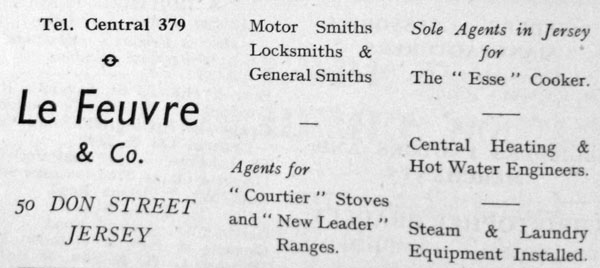 Tel. Central 379
Le Feuvre
& Co.
50 DON STREET
JERSEY
Motor Smiths
Locksmiths &
General Smiths
Agents for
"Courtier" Stoves
and "New Leader"
Ranges.
Sole Agents in Jersey
for
The "Esse" Cooker.
Central Heating &
Hot Water Engineers.
Steam & Laundry
Equipment Installed.